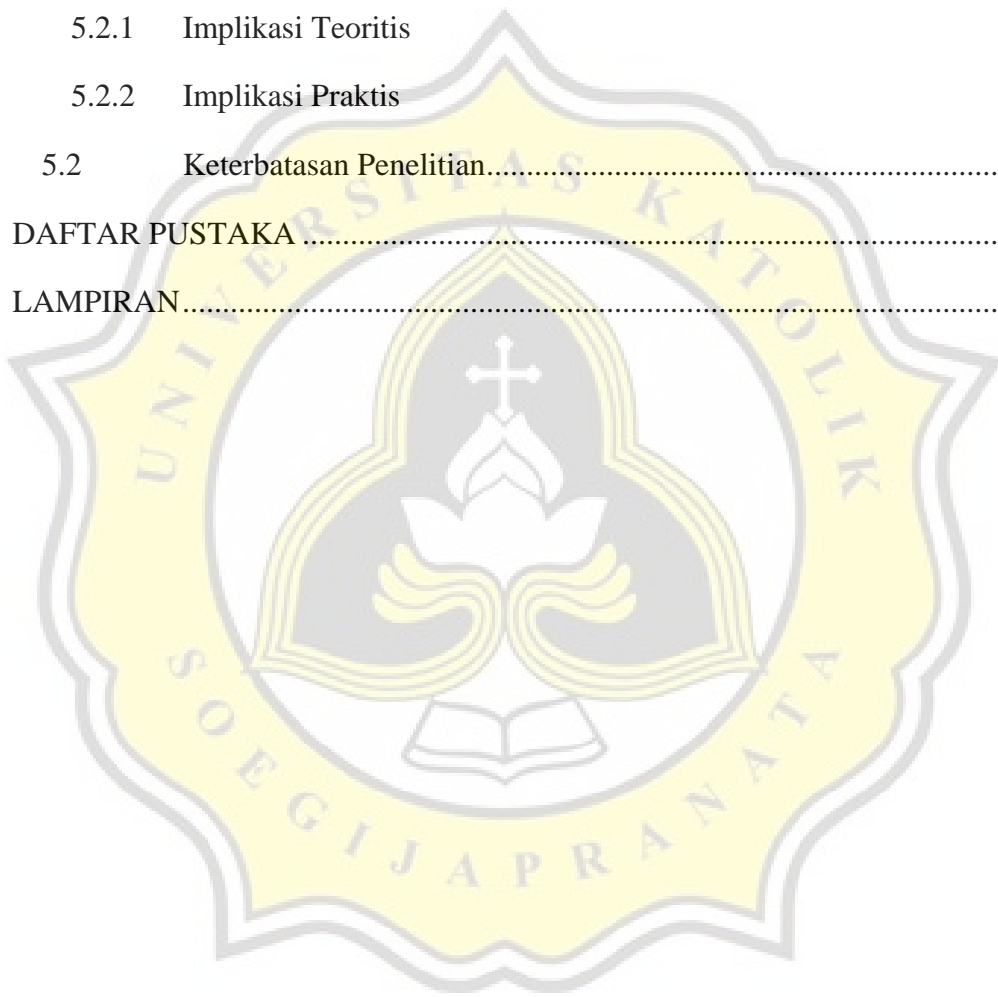 5.2.1 Implikasi Teoritis
5.2.2 Implikasi Praktis
5.2 Keterbatasan Penelitian................................................................
DAFTAR PUSTAKA ........................................................................................
LAMPIRAN.......................................................................................................
UNIVERSITAS KATOLIK
SOEGIJAPRANATA